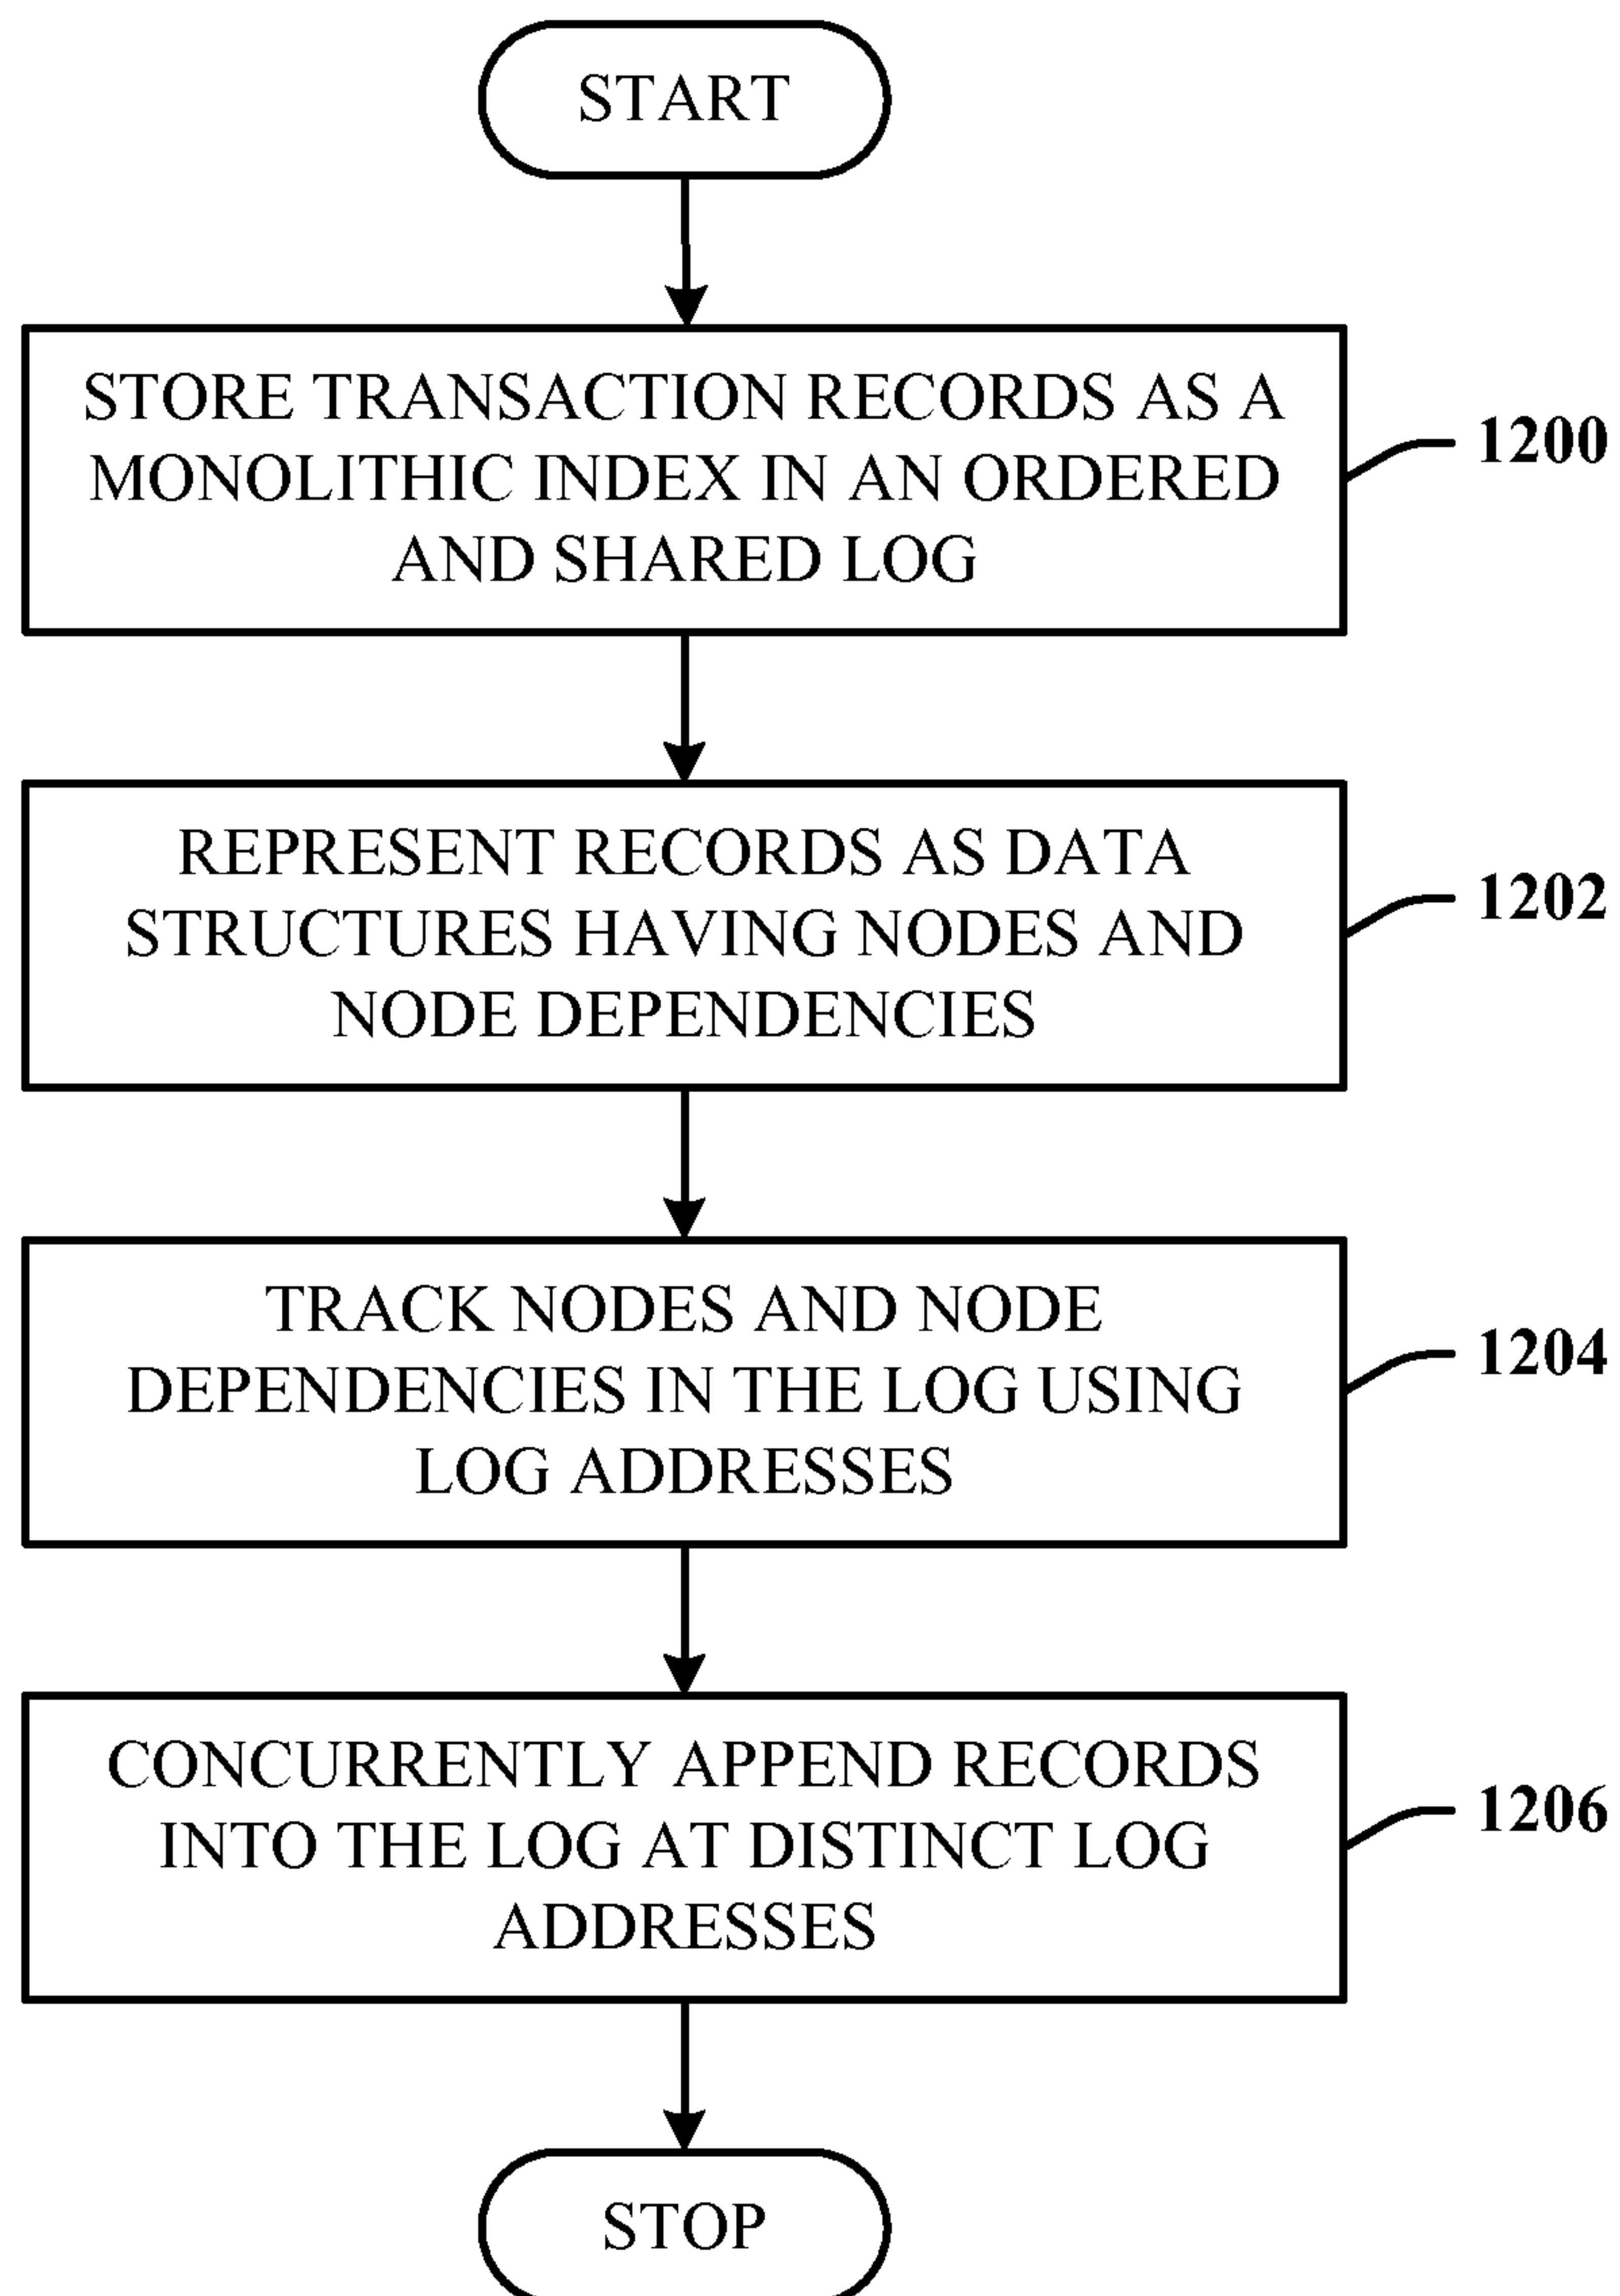 START
STORE TRANSACTION RECORDS AS A
MONOLITHIC INDEX IN AN ORDERED
AND SHARED LOG
1200
REPRESENT RECORDS AS DATA
STRUCTURES HAVING NODES AND
NODE DEPENDENCIES
1202
TRACK NODES AND NODE
DEPENDENCIES IN THE LOG USING
LOG ADDRESSES
1204
CONCURRENTLY APPEND RECORDS
INTO THE LOG AT DISTINCT LOG
ADDRESSES
1206
STOP